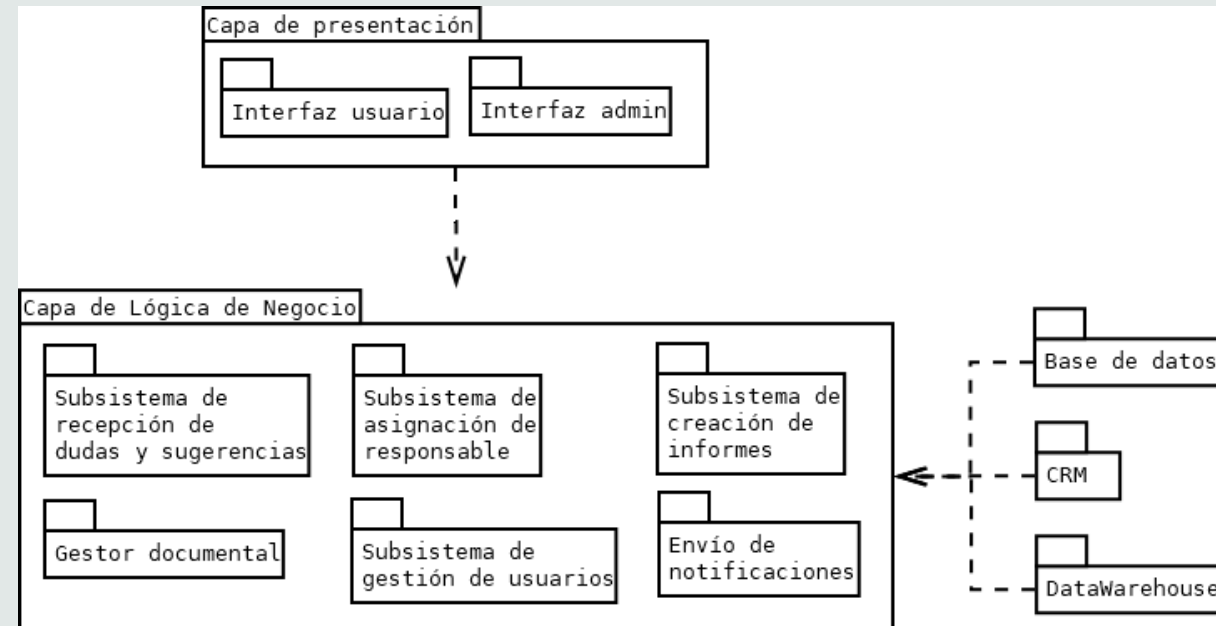 Capa de presentación
Interfaz usuario
Interfaz admin
Capa de Lógica de Negocio
Subsistema de
recepción de
dudas y sugerencias
Subsistema de
asignación de
responsable
Subsistema de
creación de
informes
Gestor documental
Subsistema de
gestión de usuarios
Envío de
notificaciones
Base de datos
CRM
DataWarehouse